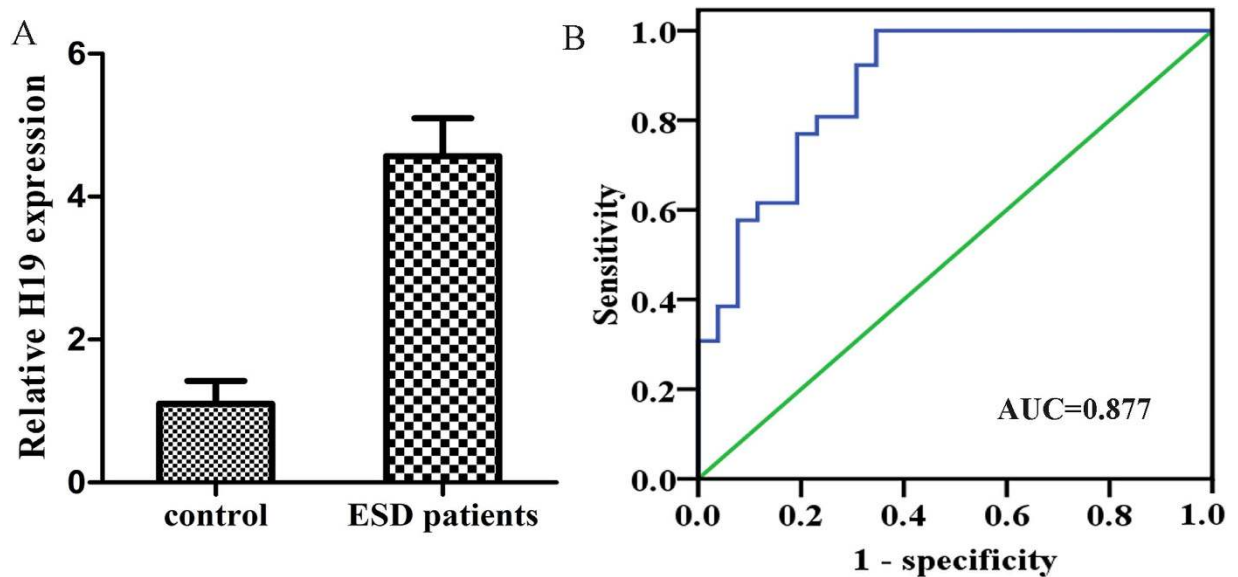 A
Relative H19 expression
6
4
2
0
control
ESD patients
B
Sensitivity
1.0
0.8
0.6
0.4
0.2
0.0
AUC=0.877
0.0 0.2 0.4 0.6 0.8 1.0
1 - specificity